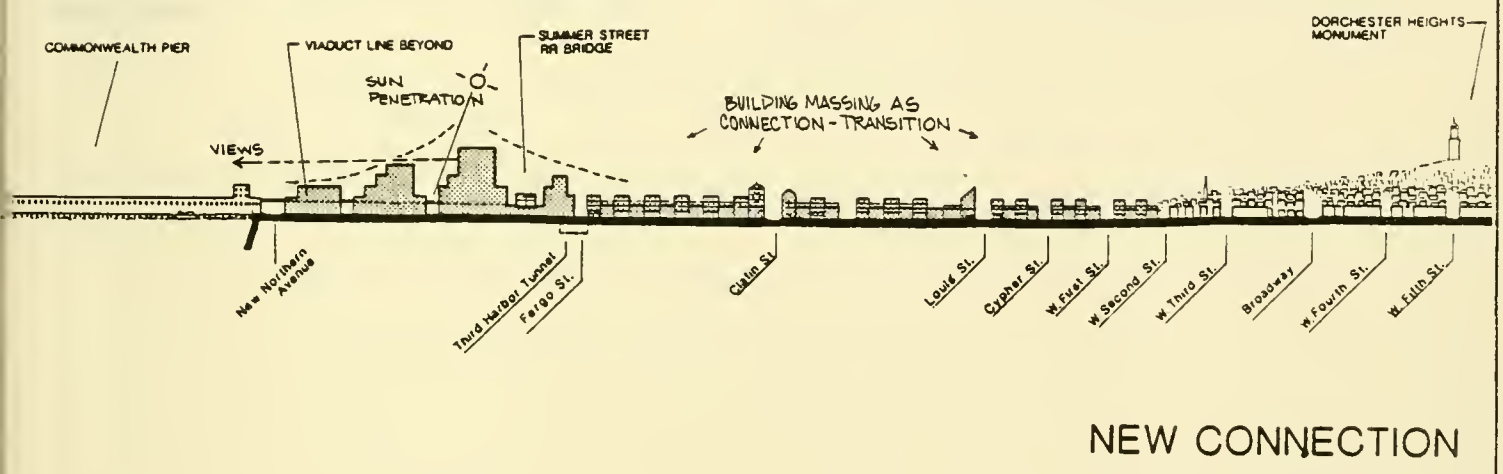 COMMONWEALTH PIER
VIADUCT LINE BEYOND
SUMMER STREET
RR BRIDGE
DORCHESTER HEIGHTS
MONUMENT
SUN
PENETRATION
VIEWS
BUILDING MASSING AS
CONNECTION-TRANSITION
New Northern
Avenue
Third Harbor Tunnel
Fargo St.
Claflin St.
Louis St.
Cypher St.
W. First St.
W. Second St.
W. Third St.
Broadway
W. Fourth St.
W. Fifth St.
NEW CONNECTION